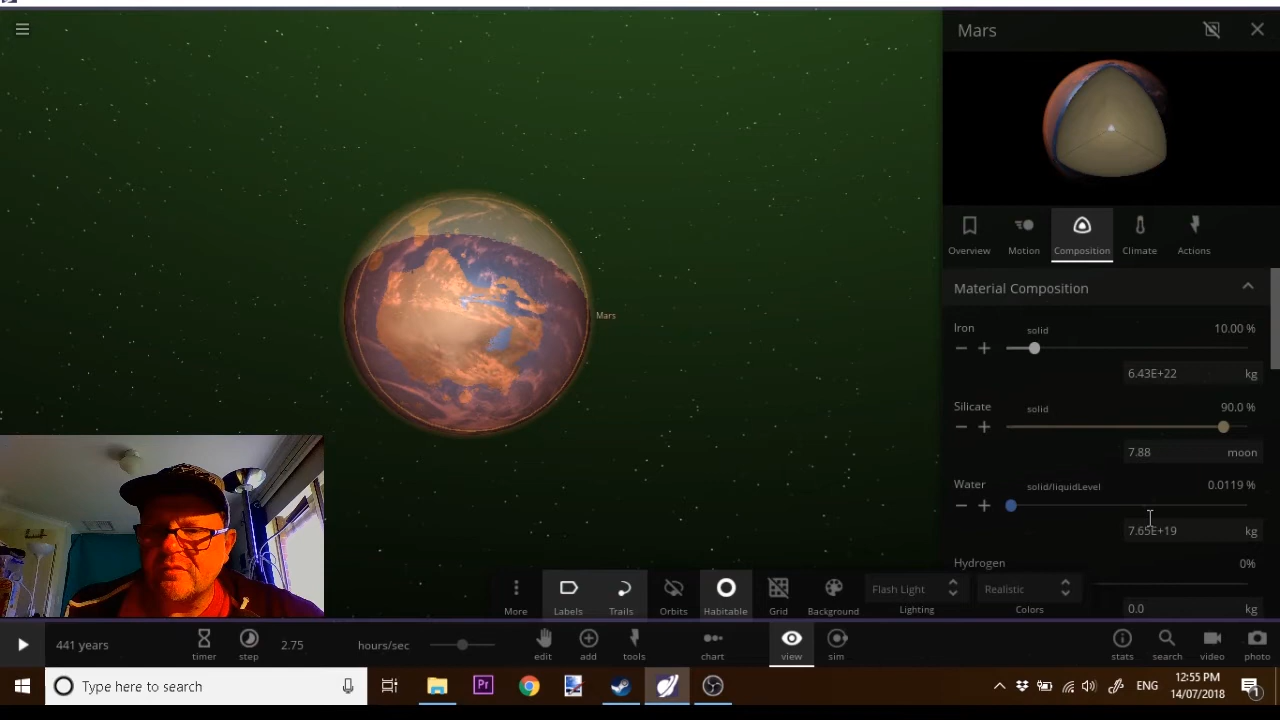 Mars
Mars
Overview
Motion
Composition
Climate
Actions
Material Composition
Iron
solid
10.00 %
6.43E+22
kg
Silicate
solid
90.0 %
7.88
moon
Water
solid/liquidLevel
0.0119 %
7.65E+19
kg
Hydrogen
0%
0.0
kg
More
Labels
Trails
Orbits
Habitable
Grid
Background
Flash Light
Lighting
Realistic
Colors
441 years
timer
step
2.75
hours/sec
edit
add
tools
chart
view
sim
stats
search
video
photo
Type here to search
Pr
ENG
12:55 PM
14/07/2018
1